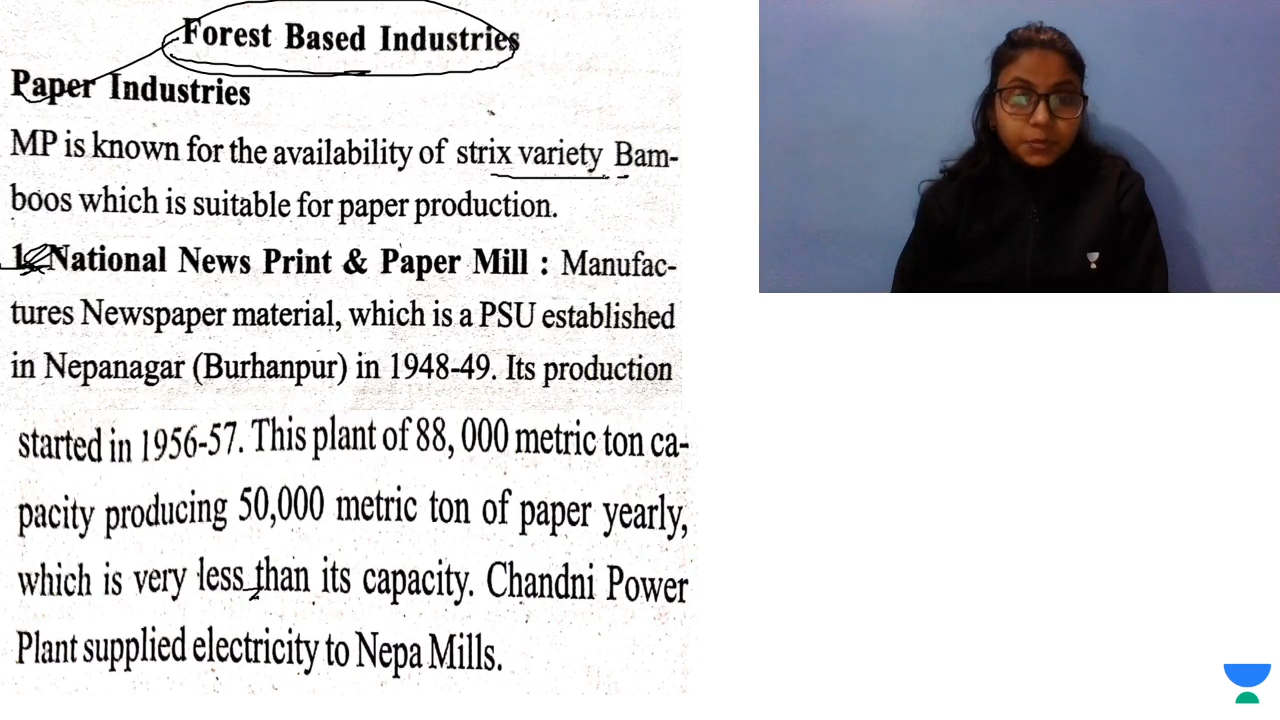 Forest Based Industries
Paper Industries
MP is known for the availability of strix variety Bam-
boos which is suitable for paper production.
1. National News Print & Paper Mill : Manufac-
tures Newspaper material, which is a PSU established
in Nepanagar (Burhanpur) in 1948-49. Its production
started in 1956-57. This plant of 88, 000 metric ton ca-
pacity producing 50,000 metric ton of paper yearly,
which is very less than its capacity. Chandni Power
Plant supplied electricity to Nepa Mills.